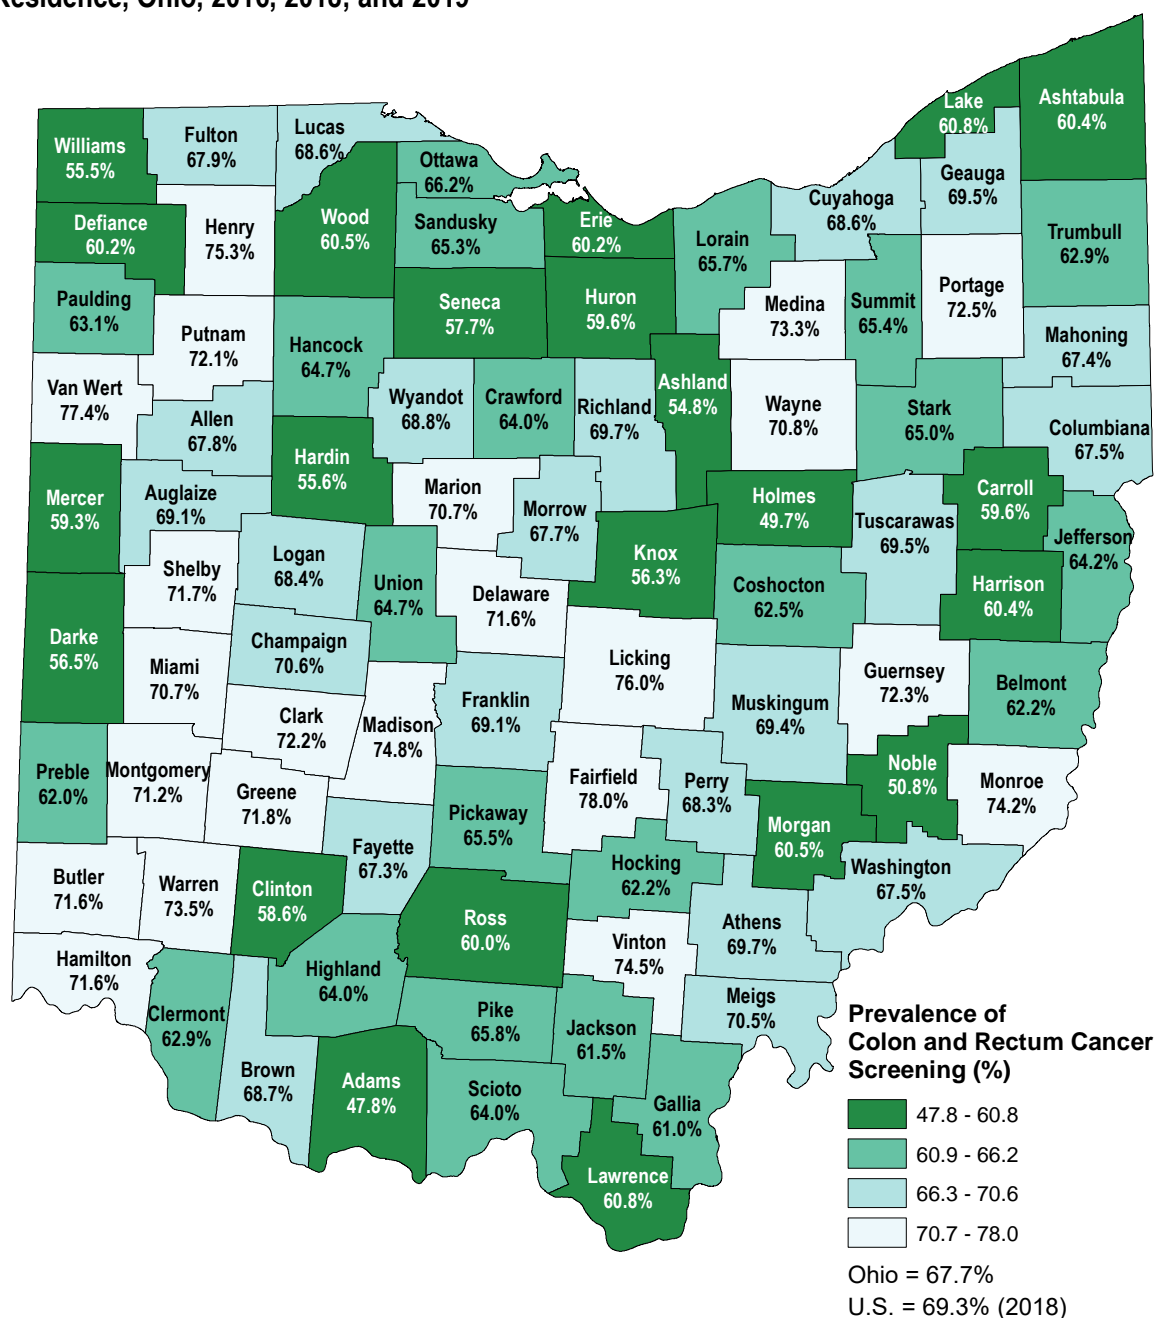 Residence, Ohio, 2016, 2018, and 2019
Lake
60.8%
Ashtabula
60.4%
Williams
55.5%
Fulton
67.9%
Lucas
68.6%
Ottawa
66.2%
Geauga
69.5%
Cuyahoga
68.6%
Defiance
60.2%
Henry
75.3%
Wood
60.5%
Sandusky
65.3%
Erie
60.2%
Lorain
65.7%
Trumbull
62.9%
Paulding
63.1%
Putnam
72.1%
Hancock
64.7%
Seneca
57.7%
Huron
59.6%
Medina
73.3%
Summit
65.4%
Portage
72.5%
Mahoning
67.4%
Van Wert
77.4%
Allen
67.8%
Wyandot
68.8%
Crawford
64.0%
Richland
69.7%
Ashland
54.8%
Wayne
70.8%
Stark
65.0%
Columbiana
67.5%
Mercer
59.3%
Auglaize
69.1%
Hardin
55.6%
Marion
70.7%
Morrow
67.7%
Holmes
49.7%
Tuscarawas
69.5%
Carroll
59.6%
Jefferson
64.2%
Shelby
71.7%
Logan
68.4%
Union
64.7%
Delaware
71.6%
Knox
56.3%
Coshocton
62.5%
Harrison
60.4%
Darke
56.5%
Miami
70.7%
Champaign
70.6%
Licking
76.0%
Guernsey
72.3%
Belmont
62.2%
Clark
72.2%
Madison
74.8%
Franklin
69.1%
Muskingum
69.4%
Preble
62.0%
Montgomery
71.2%
Greene
71.8%
Fairfield
78.0%
Perry
68.3%
Noble
50.8%
Monroe
74.2%
Pickaway
65.5%
Morgan
60.5%
Fayette
67.3%
Hocking
62.2%
Washington
67.5%
Butler
71.6%
Warren
73.5%
Clinton
58.6%
Ross
60.0%
Vinton
74.5%
Athens
69.7%
Hamilton
71.6%
Highland
64.0%
Clermont
62.9%
Pike
65.8%
Jackson
61.5%
Meigs
70.5%
Brown
68.7%
Adams
47.8%
Scioto
64.0%
Gallia
61.0%
Lawrence
60.8%
Prevalence of
Colon and Rectum Cancer
Screening (%)
47.8 - 60.8
60.9 - 66.2
66.3 - 70.6
70.7 - 78.0
Ohio = 67.7%
U.S. = 69.3% (2018)